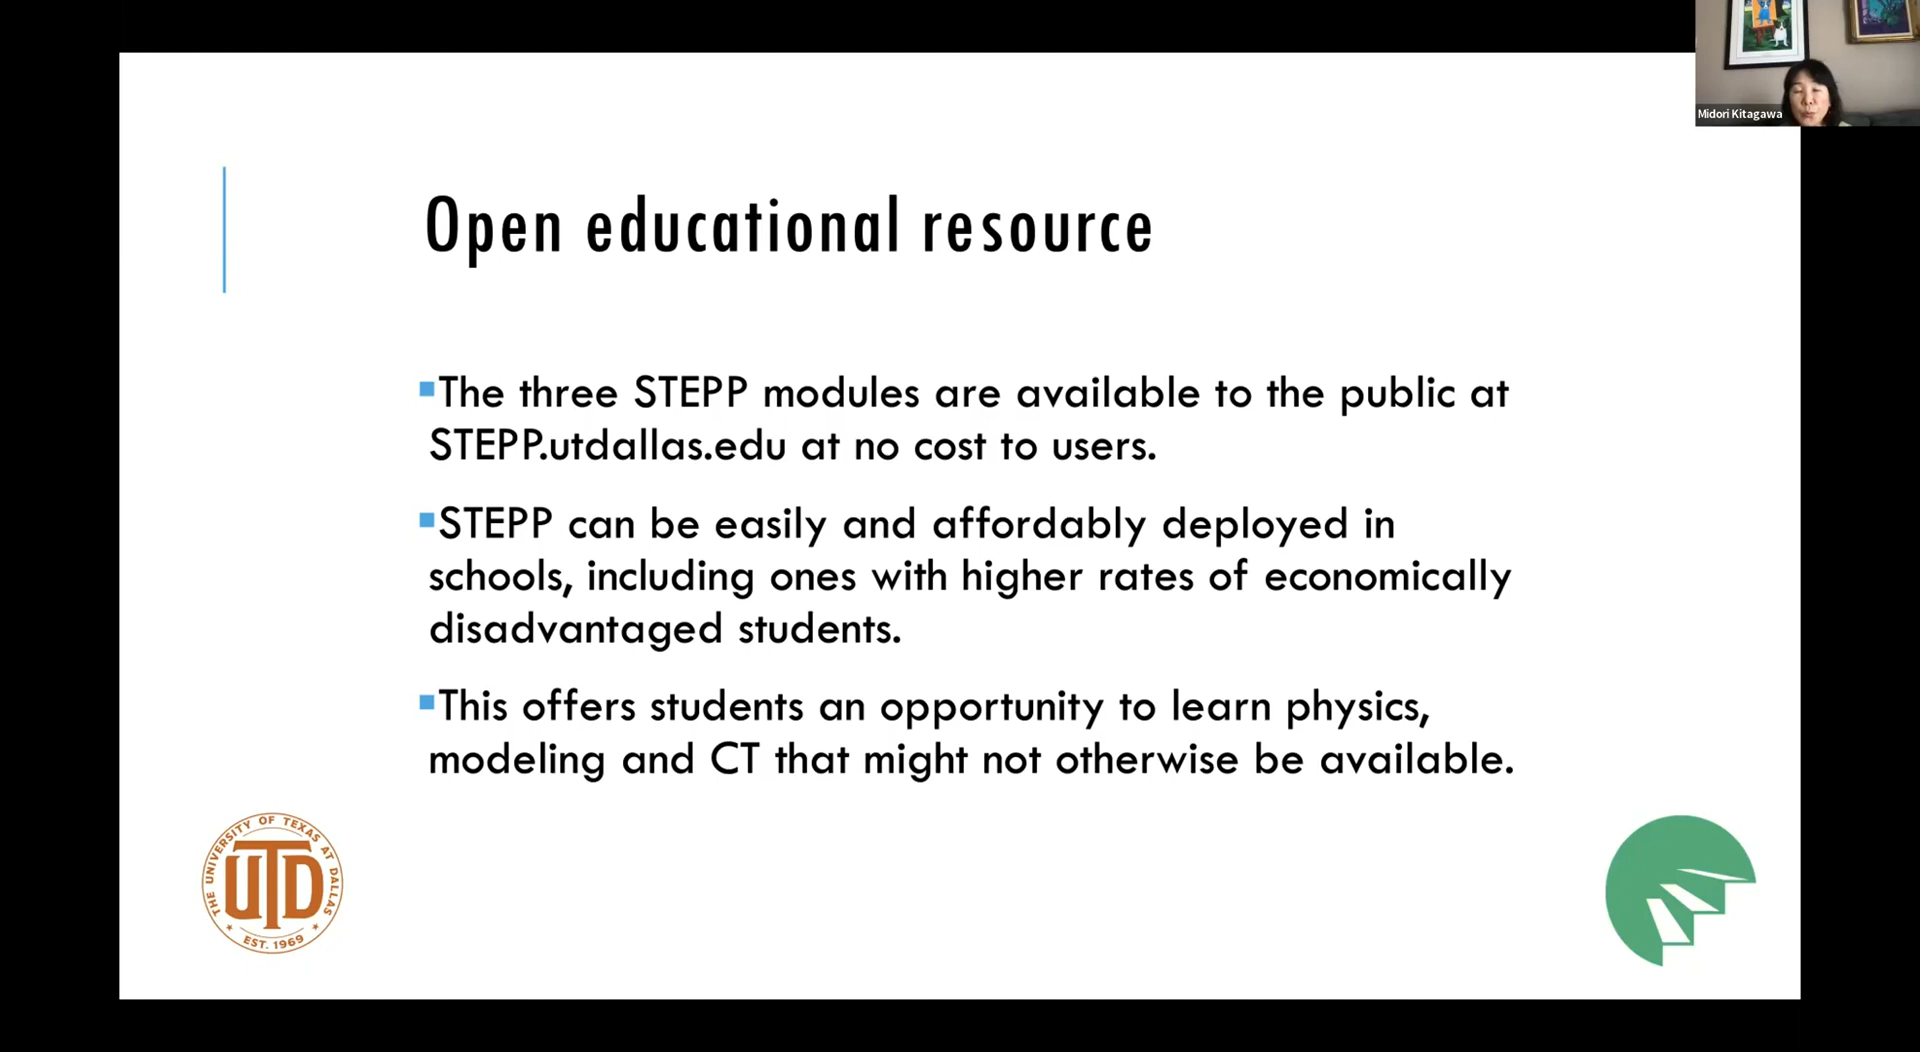 Midori Kitagawa
Open educational resource
▪The three STEPP modules are available to the public at
STEPP.utdallas.edu at no cost to users.
▪STEPP can be easily and affordably deployed in
schools, including ones with higher rates of economically
disadvantaged students.
▪This offers students an opportunity to learn physics,
modeling and CT that might not otherwise be available.
THE UNIVERSITY OF TEXAS AT DALLAS
UTD
EST. 1969